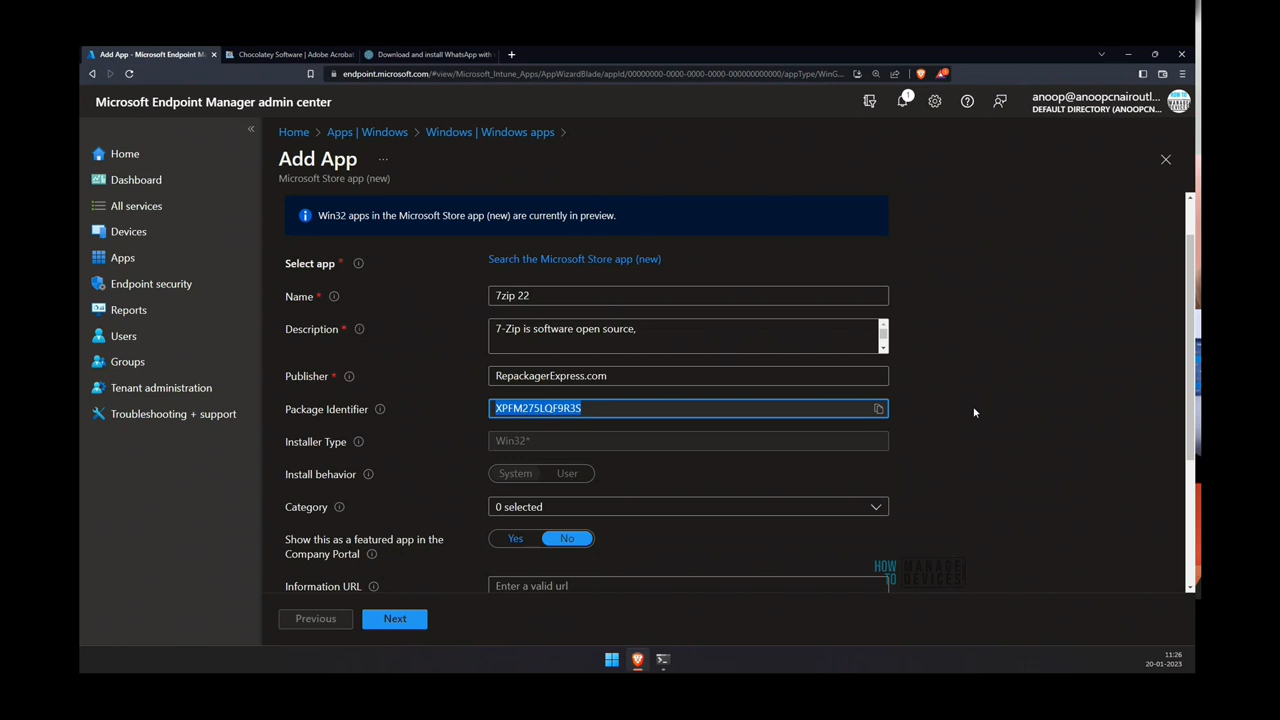 Add App - Microsoft Endpoint M
Chocolatey Software | Adobe Acrobat
Download and install WhatsApp with
endpoint.microsoft.com/#view/Microsoft_Intune_Apps/AppWizardBlade/appId/00000000-0000-0000-0000-000000000000/appType/WinG...
Microsoft Endpoint Manager admin center
1
anoop@anoopcnairoutl...
DEFAULT DIRECTORY (ANOOPCN...
HOW TO MANAGE DEVICES
Home
Dashboard
All services
Devices
Apps
Endpoint security
Reports
Users
Groups
Tenant administration
Troubleshooting + support
Home > Apps | Windows > Windows | Windows apps >
Add App ...
Microsoft Store app (new)
Win32 apps in the Microsoft Store app (new) are currently in preview.
Select app * Search the Microsoft Store app (new)
Name * 7zip 22
Description * 7-Zip is software open source,
Publisher * RepackagerExpress.com
Package Identifier XPFM275LQF9R3S
Installer Type Win32*
Install behavior System User
Category 0 selected
Show this as a featured app in the Yes No
Company Portal
Information URL Enter a valid url
HOW MANAGE
TO DEVICES
Previous Next
11:26
20-01-2023